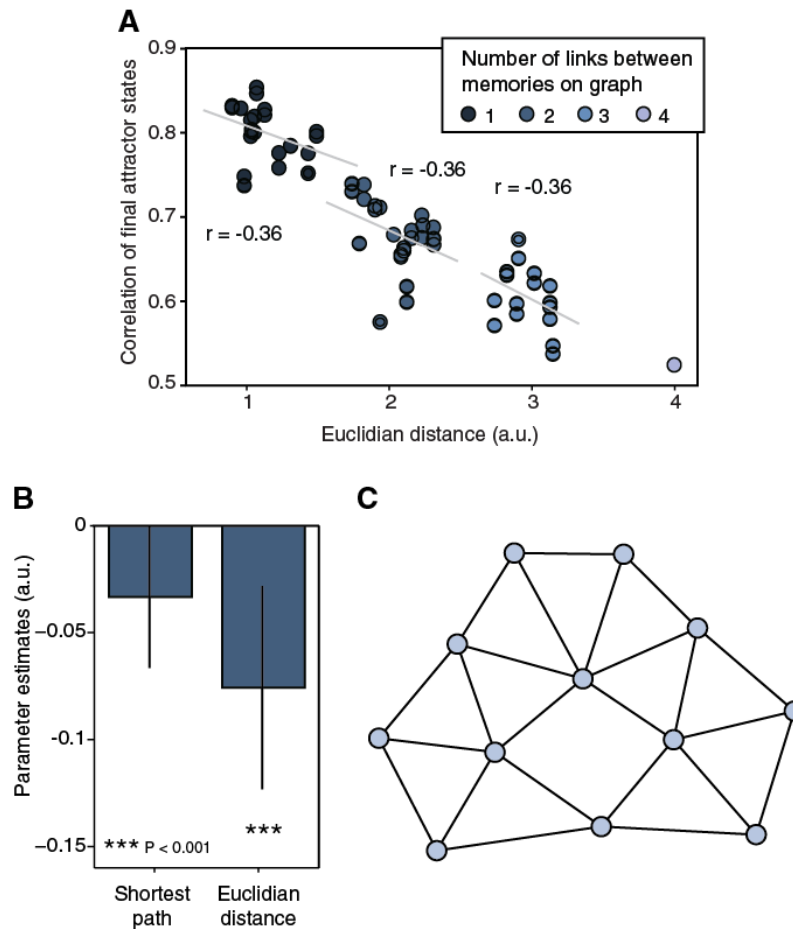 A
Number of links between
memories on graph
1 2 3 4
Correlation of final attractor states
0.9
0.8
0.7
0.6
0.5
r = -0.36
r = -0.36
r = -0.36
1 2 3 4
Euclidian distance (a.u.)
B
Parameter estimates (a.u.)
0
−0.05
−0.1
−0.15
***
*** P < 0.001
Shortest
path
Euclidian
distance
C